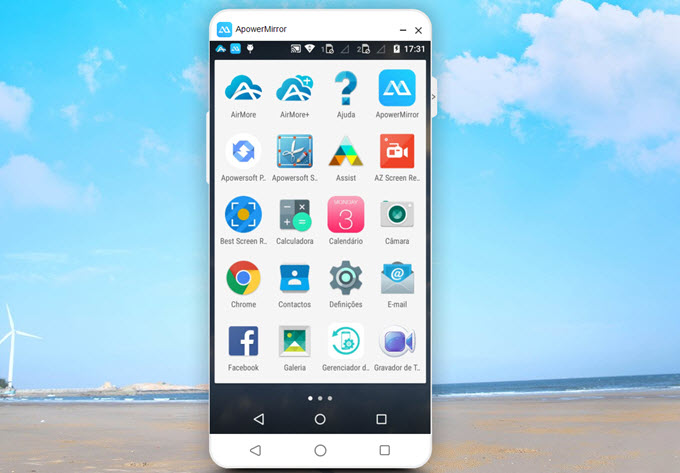 ApowerMirror
1 2 17:31
AirMore AirMore+ Ajuda ApowerMirror
Apowersoft P.. Apowersoft S.. Assist AZ Screen Re..
MONDAY
3
Best Screen R.. Calculadora Calendário Câmara
Chrome Contactos Definições E-mail
Facebook Galeria Gerenciador d.. Gravador de T..